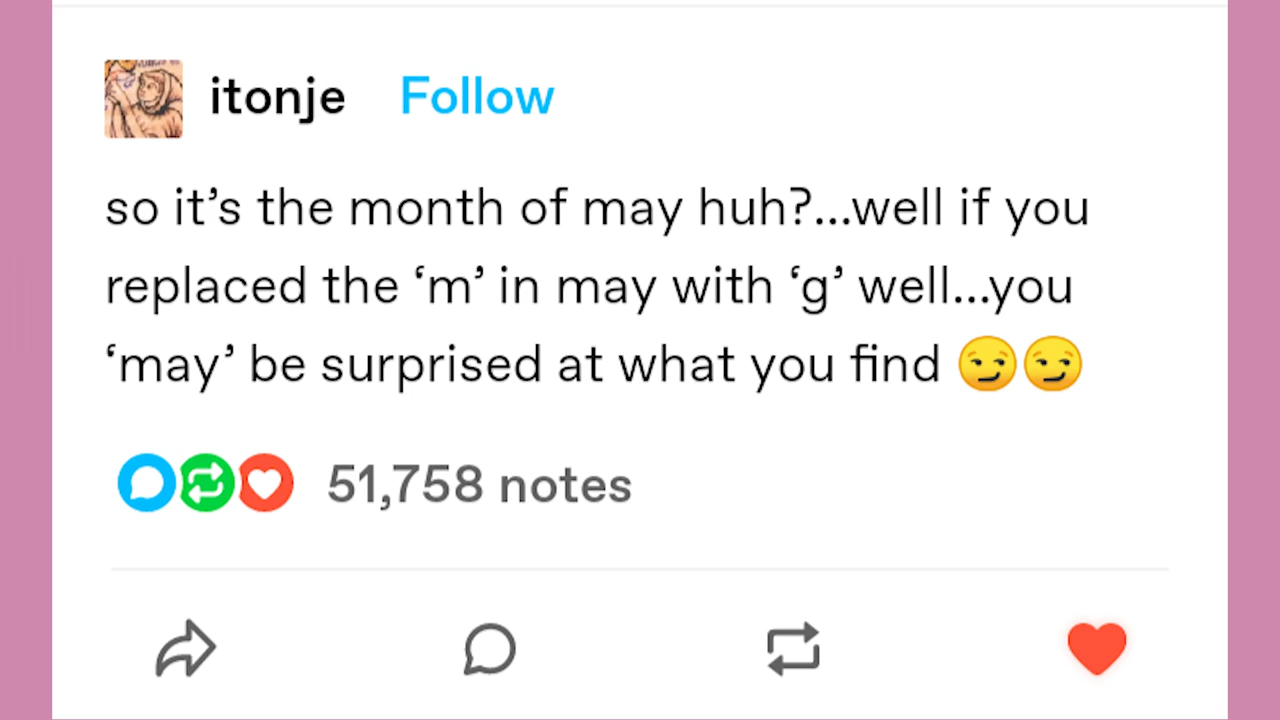 itonje Follow
so it’s the month of may huh?...well if you
replaced the ‘m’ in may with ‘g’ well...you
‘may’ be surprised at what you find 😏😏
51,758 notes